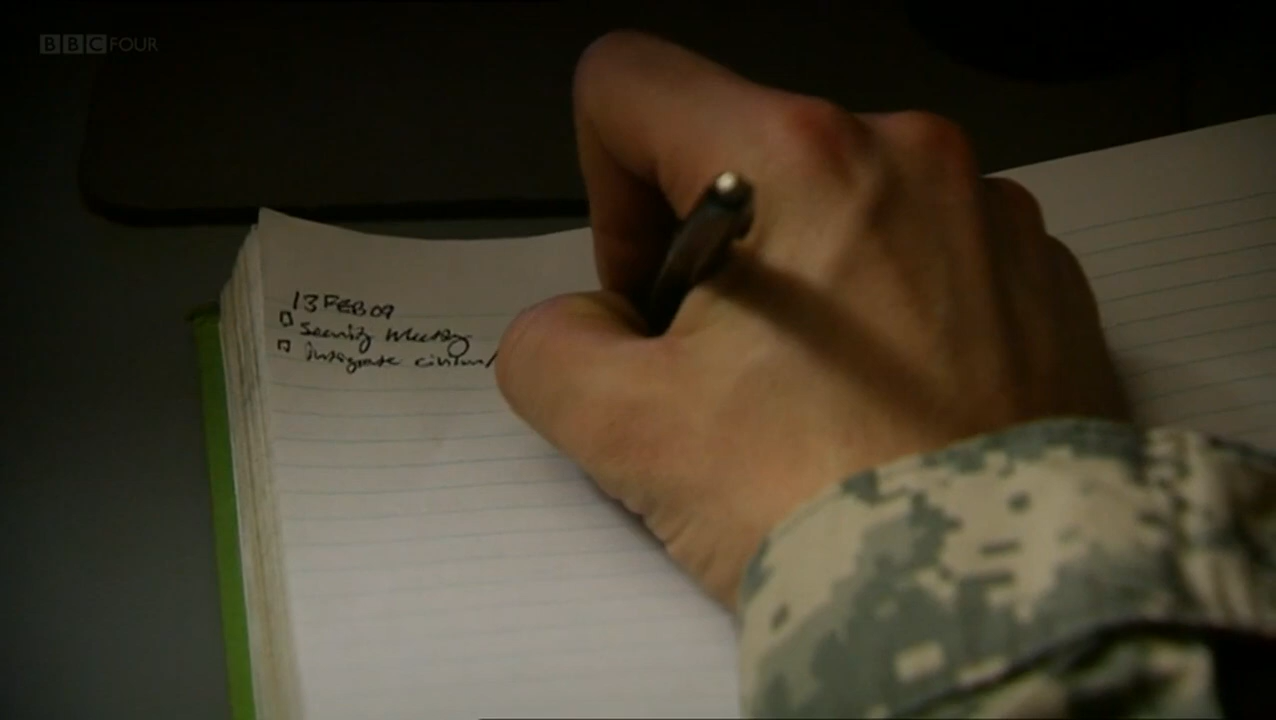 BBC FOUR
13 FEB 09
Security Meeting
Integrate civilian/